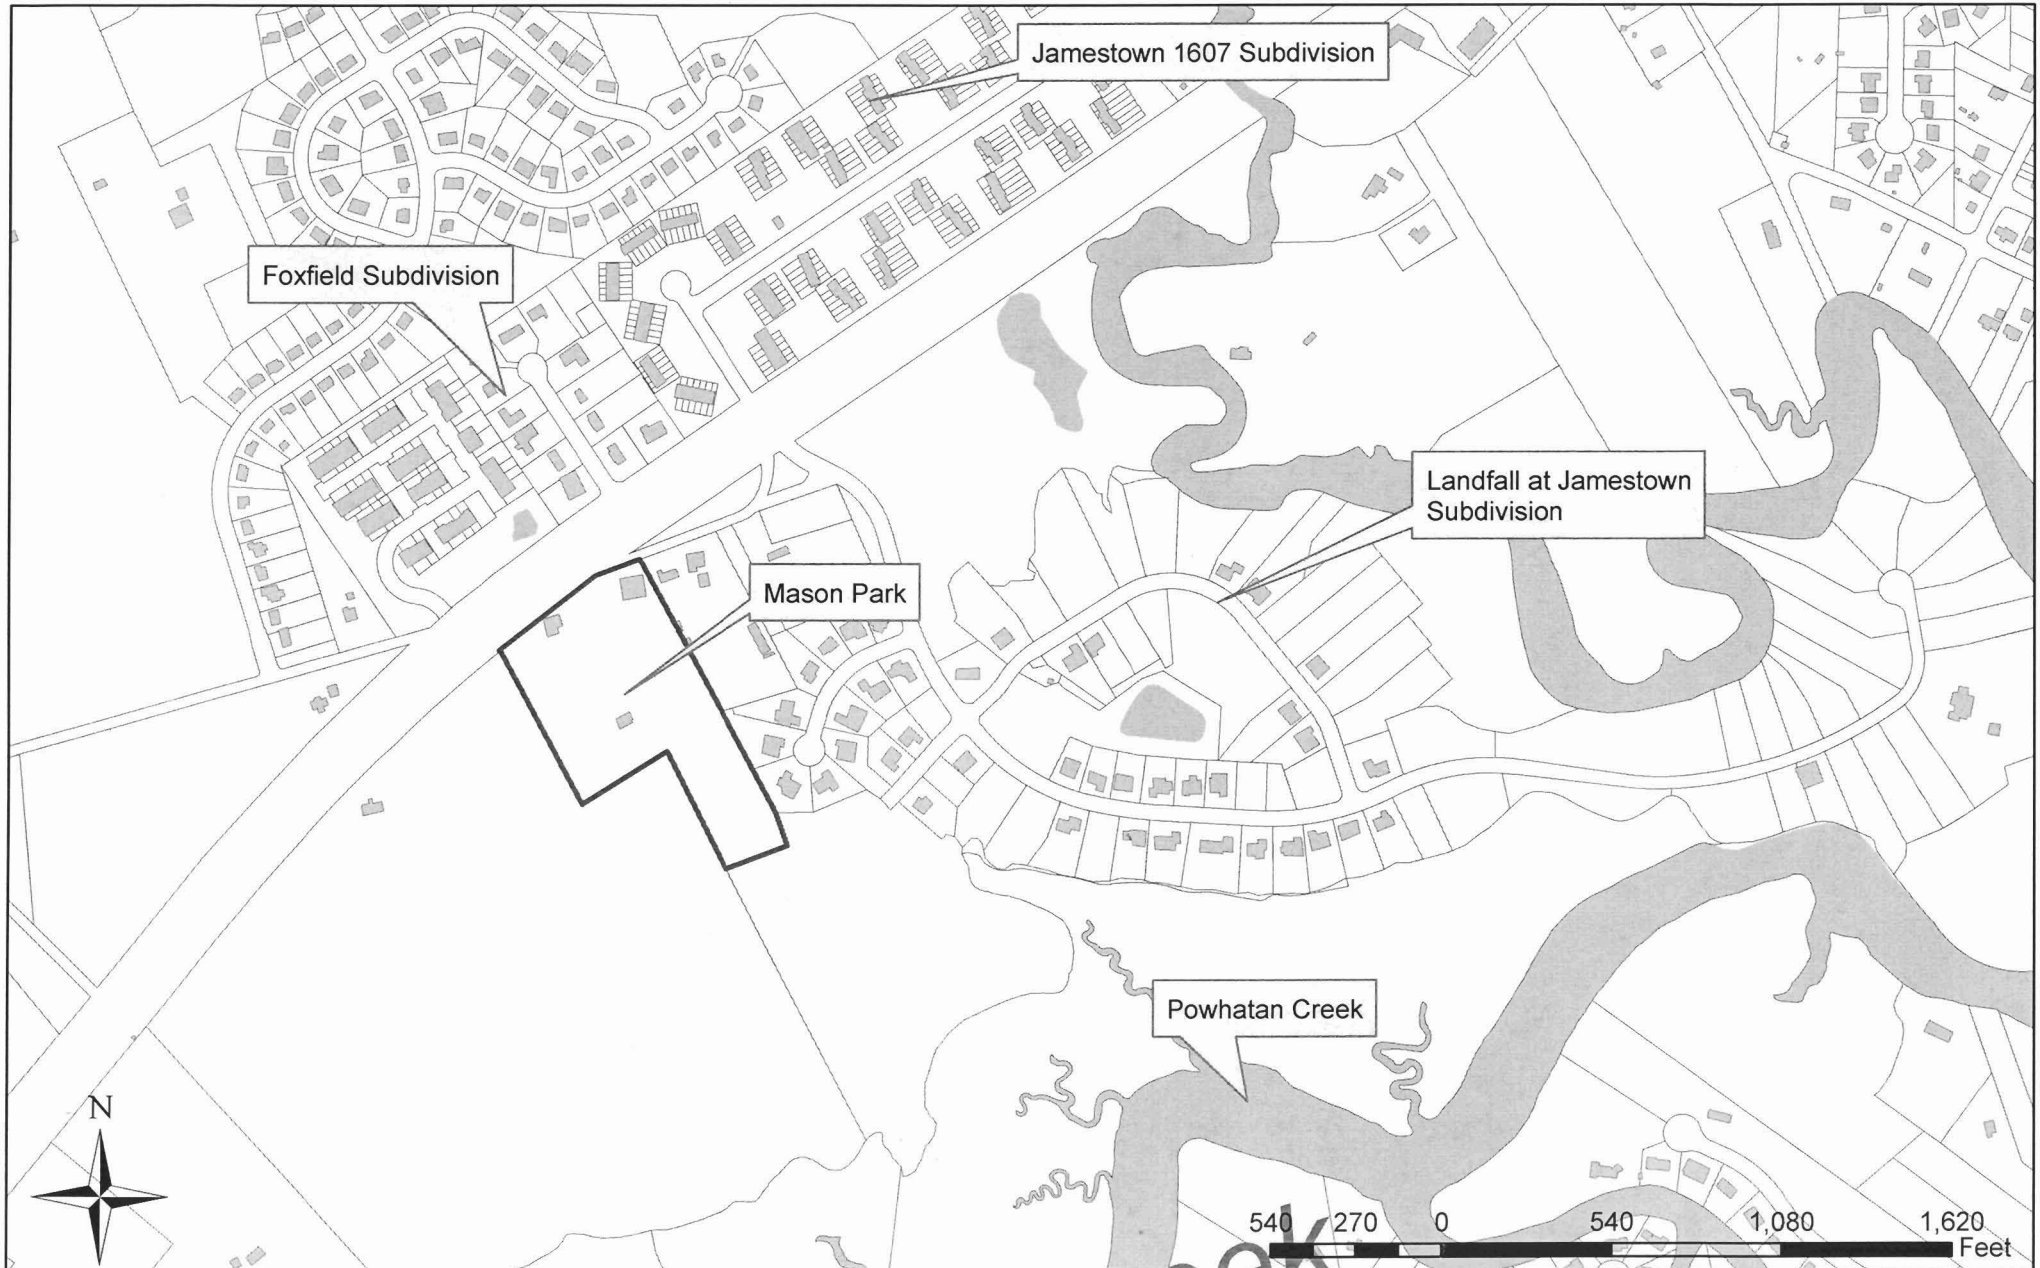 Jamestown 1607 Subdivision
Foxfield Subdivision
Landfall at Jamestown
Subdivision
Mason Park
Powhatan Creek
N
540 270 0 540 1,080 1,620
Feet